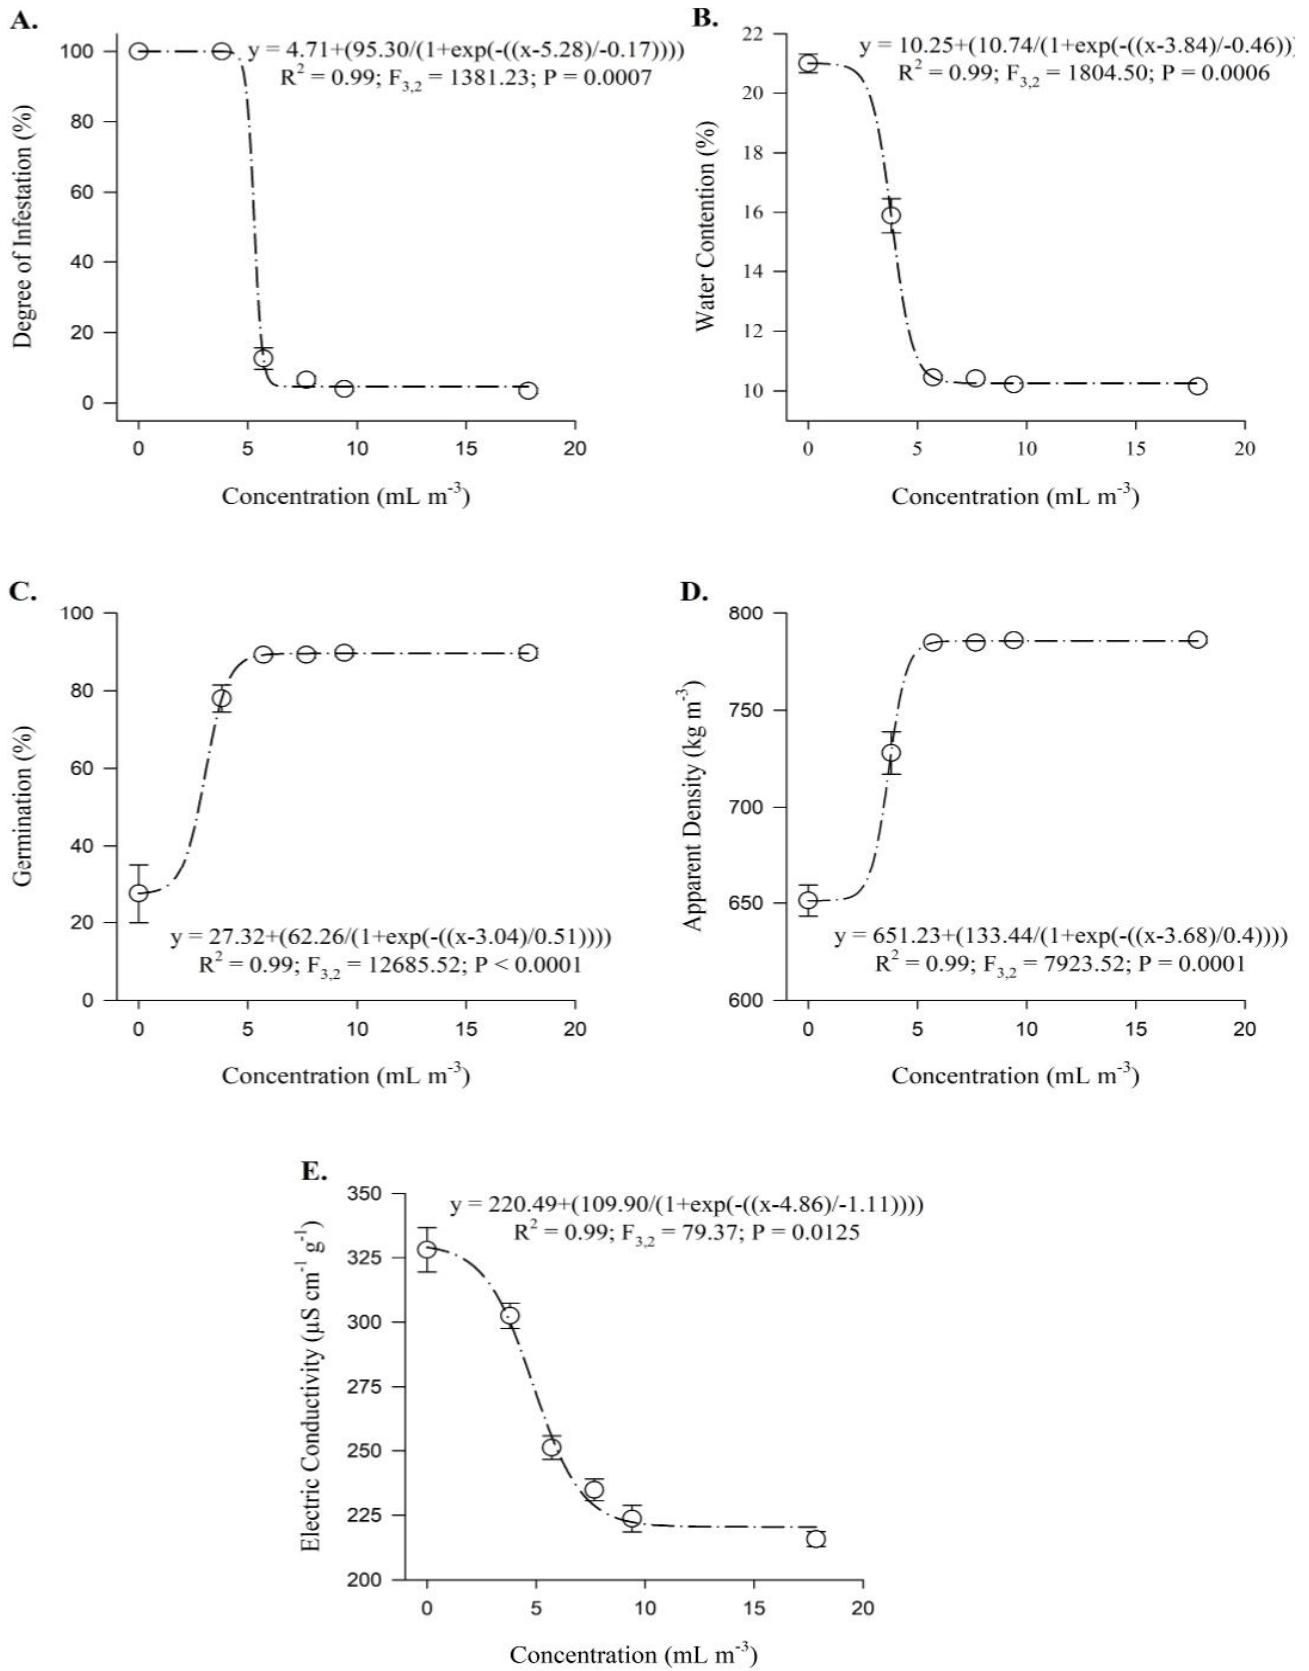 A.
y = 4.71+(95.30/(1+exp(-((x-5.28)/-0.17))))
R² = 0.99; F₃,₂ = 1381.23; P = 0.0007
Degree of Infestation (%)
100
80
60
40
20
0
0 5 10 15 20
Concentration (mL m⁻³)
B.
y = 10.25+(10.74/(1+exp(-((x-3.84)/-0.46))))
R² = 0.99; F₃,₂ = 1804.50; P = 0.0006
Water Contention (%)
22
20
18
16
14
12
10
0 5 10 15 20
Concentration (mL m⁻³)
C.
Germination (%)
100
80
60
40
20
0
y = 27.32+(62.26/(1+exp(-((x-3.04)/0.51))))
R² = 0.99; F₃,₂ = 12685.52; P < 0.0001
0 5 10 15 20
Concentration (mL m⁻³)
D.
Apparent Density (kg m⁻³)
800
750
700
650
600
y = 651.23+(133.44/(1+exp(-((x-3.68)/0.4))))
R² = 0.99; F₃,₂ = 7923.52; P = 0.0001
0 5 10 15 20
Concentration (mL m⁻³)
E.
y = 220.49+(109.90/(1+exp(-((x-4.86)/-1.11))))
R² = 0.99; F₃,₂ = 79.37; P = 0.0125
Electric Conductivity (µS cm⁻¹ g⁻¹)
350
325
300
275
250
225
200
0 5 10 15 20
Concentration (mL m⁻³)